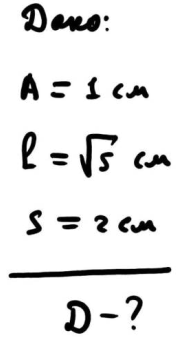 Дано:
A = 1 см
l = √5 см
S = 2 см
D - ?